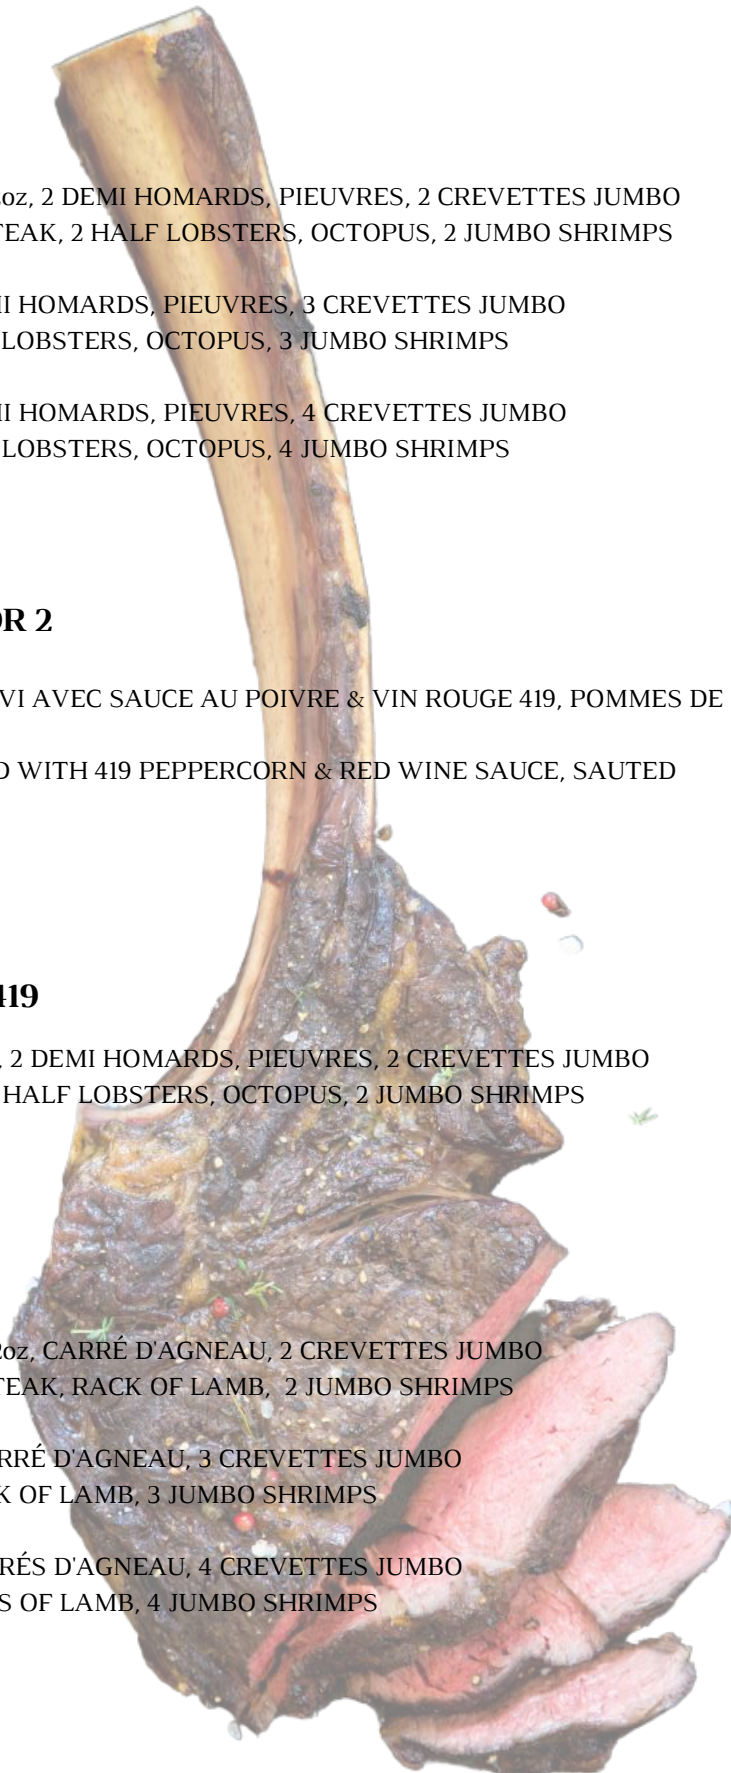 oz, 2 DEMI HOMARDS, PIEUVRES, 2 CREVETTES JUMBO
TEAK, 2 HALF LOBSTERS, OCTOPUS, 2 JUMBO SHRIMPS
MI HOMARDS, PIEUVRES, 3 CREVETTES JUMBO
LOBSTERS, OCTOPUS, 3 JUMBO SHRIMPS
MI HOMARDS, PIEUVRES, 4 CREVETTES JUMBO
LOBSTERS, OCTOPUS, 4 JUMBO SHRIMPS
OR 2
VI AVEC SAUCE AU POIVRE & VIN ROUGE 419, POMMES DE
D WITH 419 PEPPERCORN & RED WINE SAUCE, SAUTED
419
, 2 DEMI HOMARDS, PIEUVRES, 2 CREVETTES JUMBO
HALF LOBSTERS, OCTOPUS, 2 JUMBO SHRIMPS
2oz, CARRÉ D'AGNEAU, 2 CREVETTES JUMBO
TEAK, RACK OF LAMB, 2 JUMBO SHRIMPS
RRÉ D'AGNEAU, 3 CREVETTES JUMBO
K OF LAMB, 3 JUMBO SHRIMPS
RÉS D'AGNEAU, 4 CREVETTES JUMBO
S OF LAMB, 4 JUMBO SHRIMPS